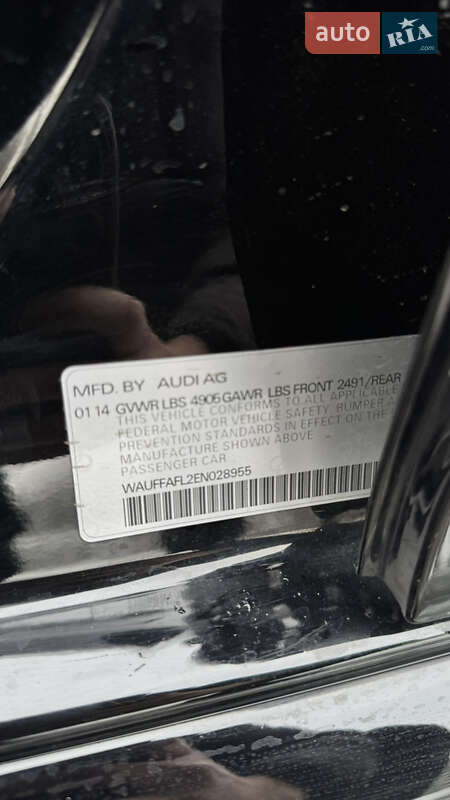 auto RIA .com
MFD. BY AUDI AG
01 14 GVWR LBS 4905 GAWR LBS FRONT 2491/REAR
THIS VEHICLE CONFORMS TO ALL APPLICABLE
FEDERAL MOTOR VEHICLE SAFETY, BUMPER A
PREVENTION STANDARDS IN EFFECT ON THE
MANUFACTURE SHOWN ABOVE
PASSENGER CAR
WAUFFAFL2EN028955